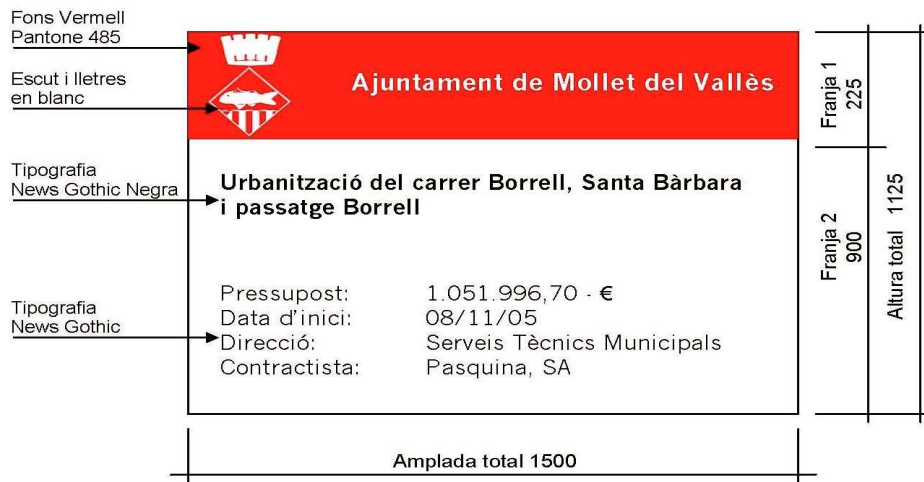 Fons Vermell
Pantone 485
Escut i lletres
en blanc
Tipografia
News Gothic Negra
Tipografia
News Gothic
Ajuntament de Mollet del Vallès
Urbanització del carrer Borrell, Santa Bàrbara
i passatge Borrell
Pressupost: 1.051.996,70 - €
Data d'inici: 08/11/05
Direcció: Serveis Tècnics Municipals
Contractista: Pasquina, SA
Franja 1
225
Franja 2
900
Altura total 1125
Amplada total 1500